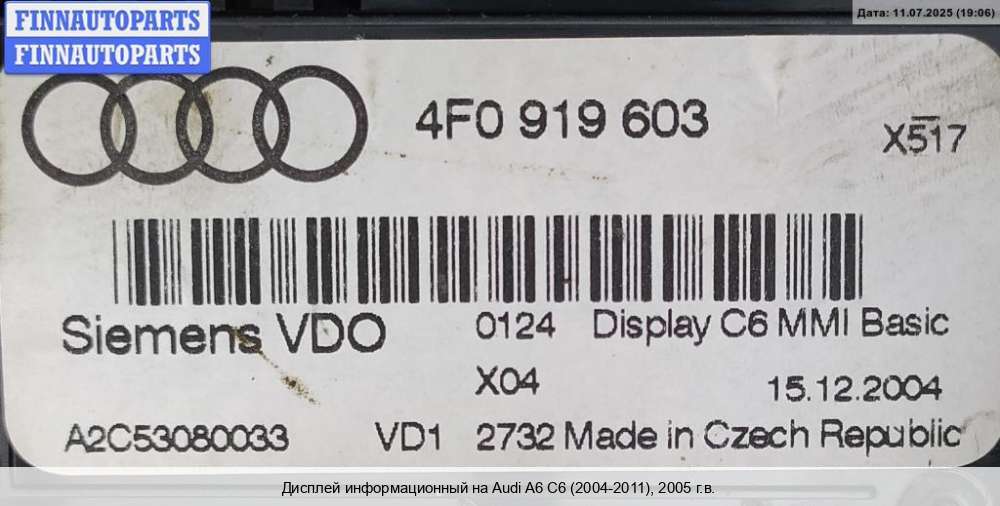 FINNAUTOPARTS
FINNAUTOPARTS
Дата: 11.07.2025 (19:06)
4F0 919 603
X517
Siemens VDO 0124 Display C6 MMI Basic
X04 15.12.2004
A2C53080033 VD1 2732 Made in Czech Republic
Дисплей информационный на Audi A6 C6 (2004-2011), 2005 г.в.